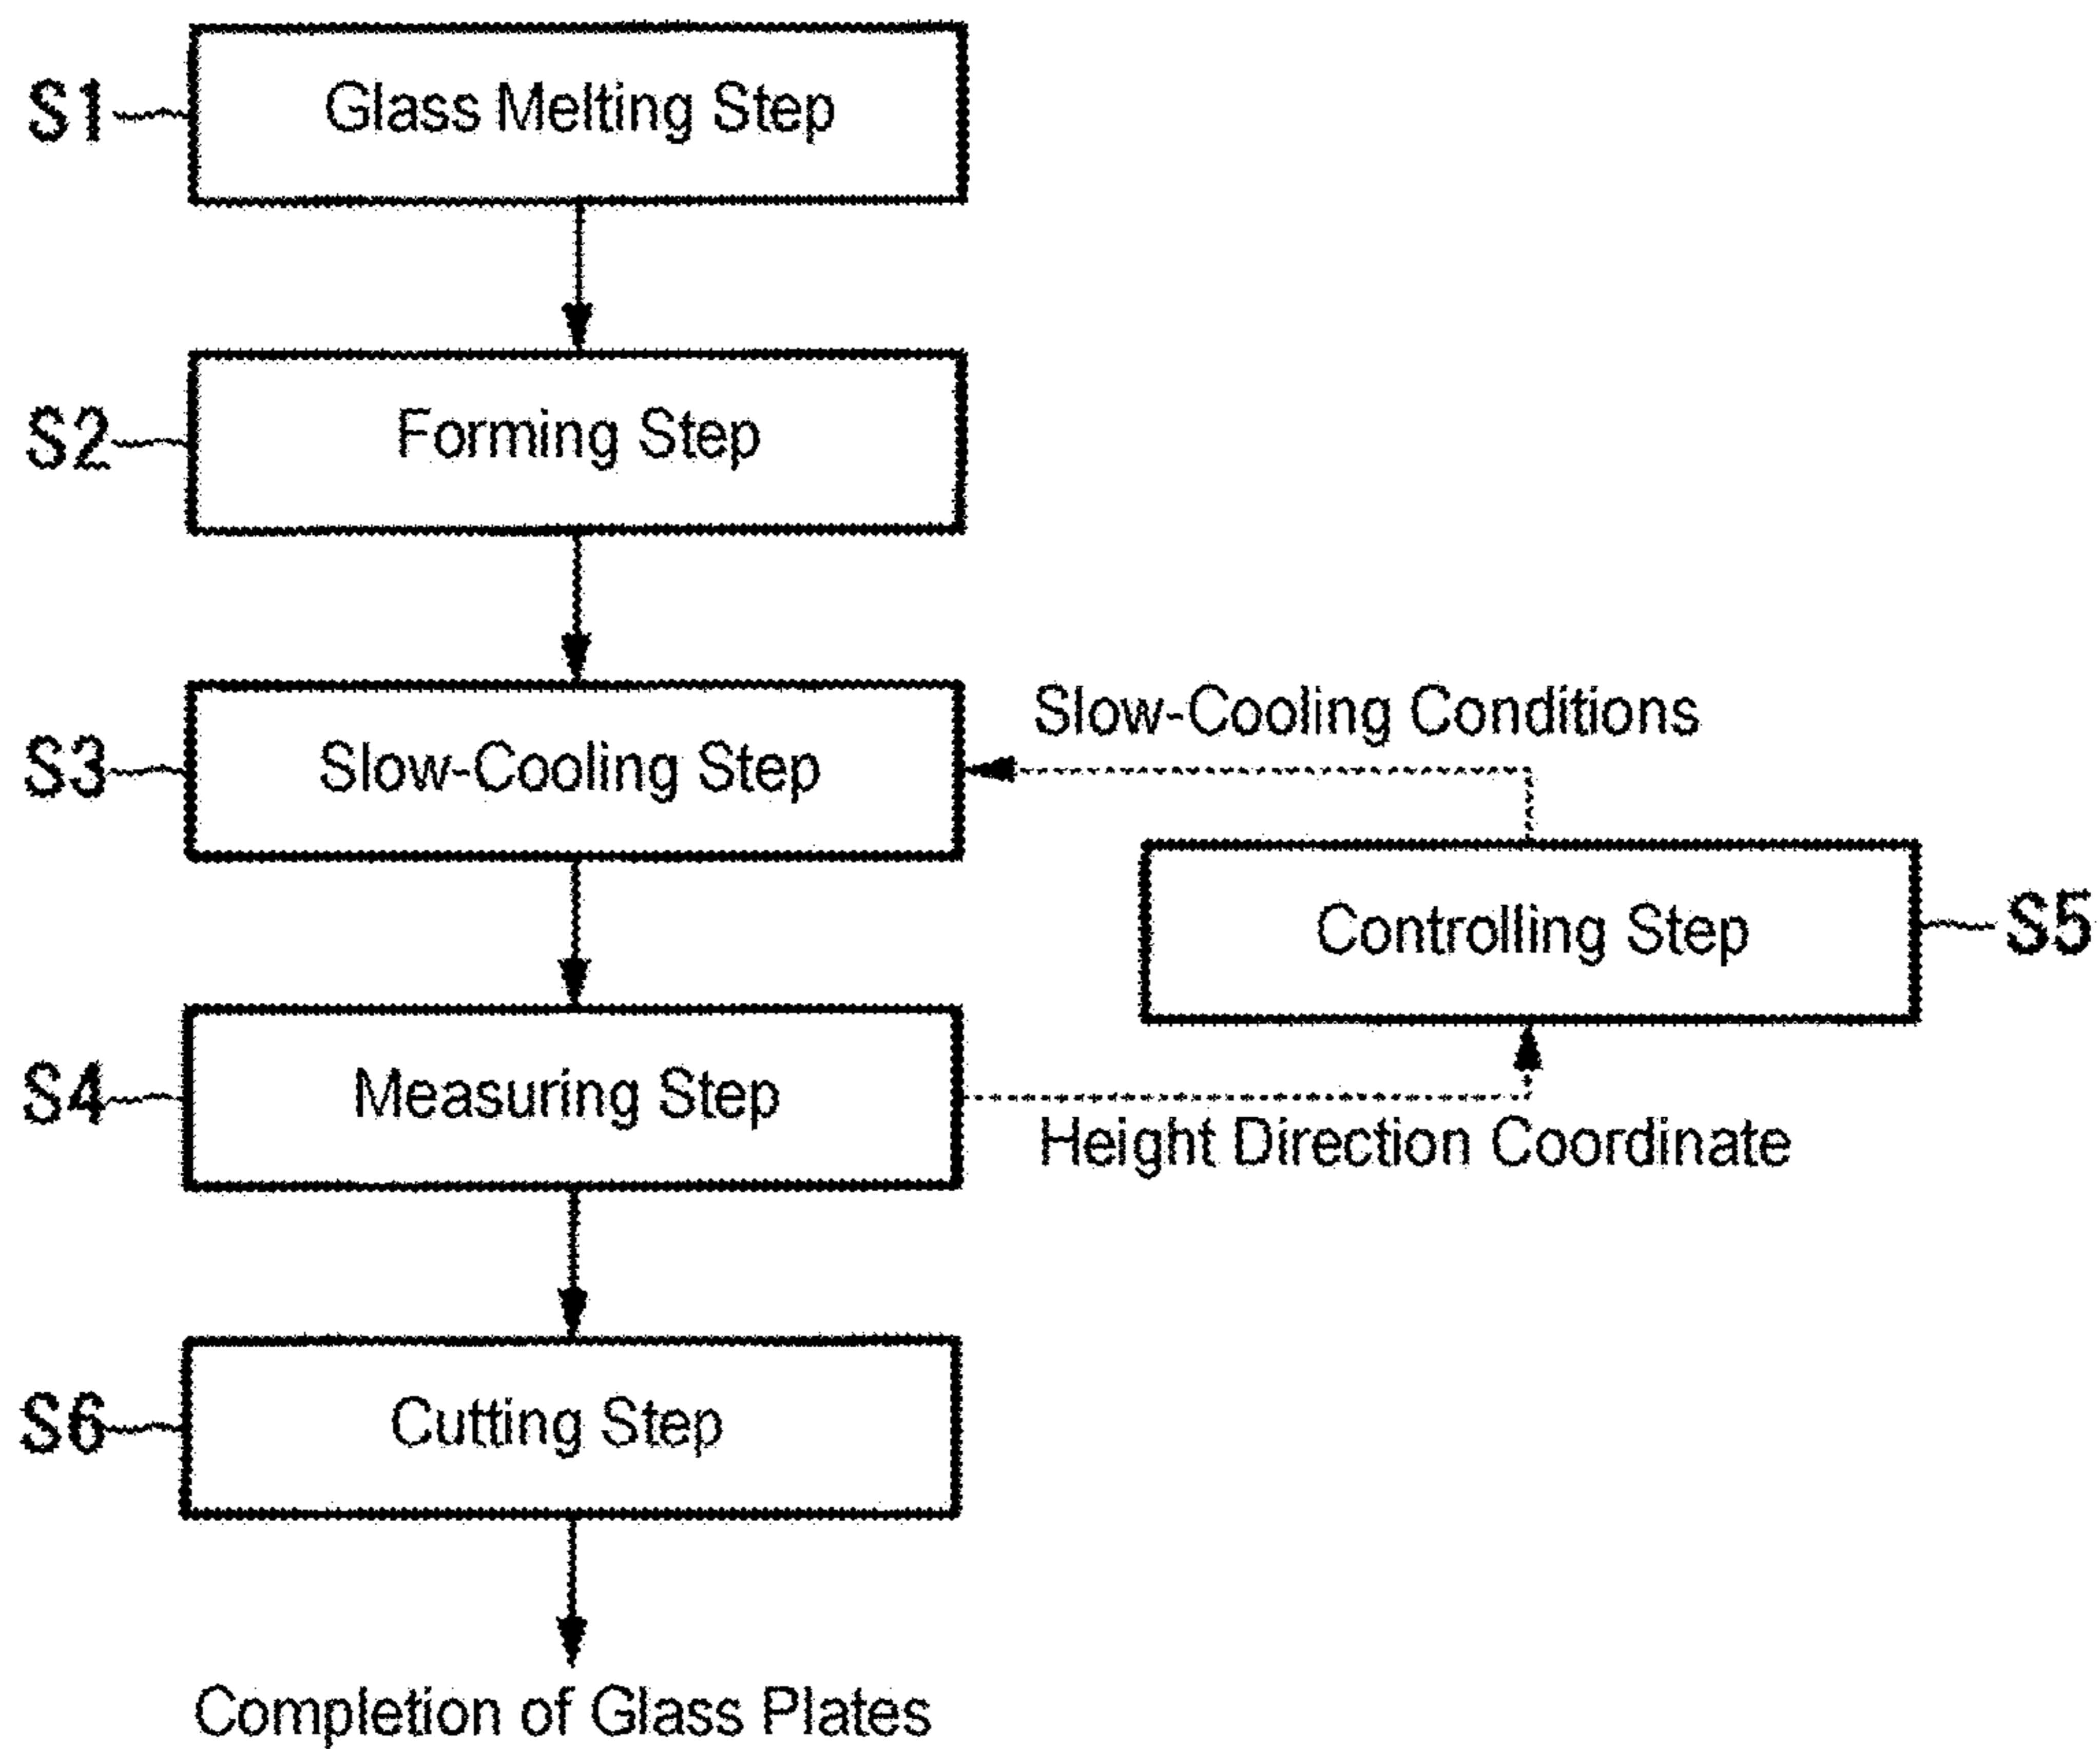 S1 Glass Melting Step
S2 Forming Step
Slow-Cooling Conditions
S3 Slow-Cooling Step
Controlling Step S5
S4 Measuring Step
Height Direction Coordinate
S6 Cutting Step
Completion of Glass Plates